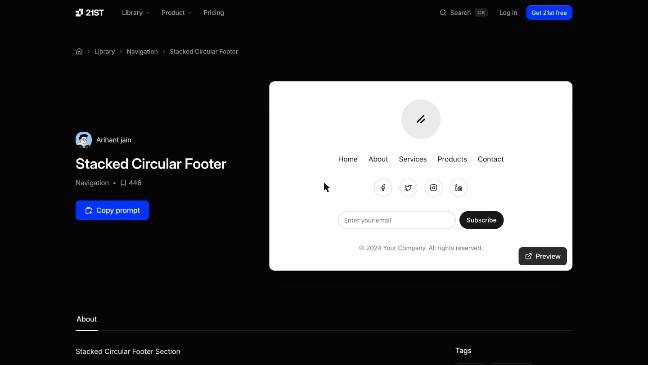 21ST
Library
Product
Pricing
Search
⌘K
Log in
Get 21st free
Library
Navigation
Stacked Circular Footer
Arihant jain
Stacked Circular Footer
Navigation • 446
Copy prompt
Home About Services Products Contact
Enter your email
Subscribe
© 2024 Your Company. All rights reserved.
Preview
About
Stacked Circular Footer Section
Tags